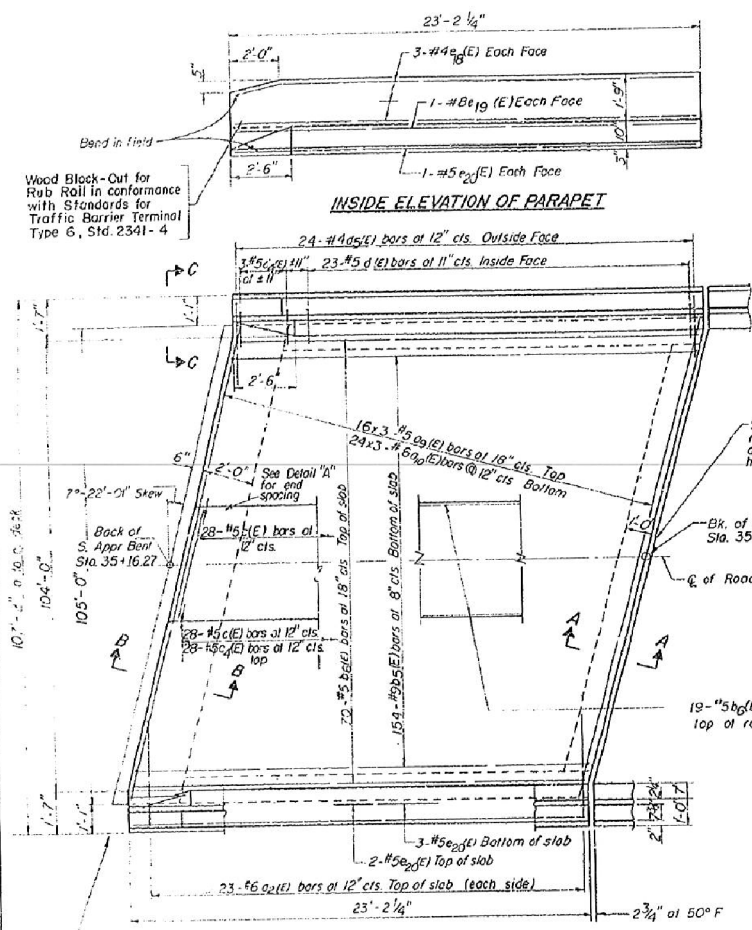 23'-2 1/4"
2'-0"
3-#4e18(E) Each Face
5"
1-#8e19 (E) Each Face
1'-9"
10"
5"
Bend in field
2'-6"
1-#5e20(E) Each Face
Wood Block-Out for
Rub Rail in conformance
with Standards for
Traffic Barrier Terminal
Type 6, Std. 2341-4
INSIDE ELEVATION OF PARAPET
24-#4d5(E) bars at 12" cts. Outside Face
at ±11"
23-#5 d(E) bars at 11" cts. Inside Face
C
C
1'-7"
1'-1"
2'-6"
16x3-#5a9(E) bars at 18" cts. Top
24x3-#6a10(E) bars @ 12" cts. Bottom
6"
2'-0"
See Detail "A"
for end
spacing
7°-22'-01" Skew
Back of
S. Appr Bent
Sta. 35+16.27
28-#5c(E) bars at
12" cts.
1'-0"
Bk. of
Sta. 35
℄ of Road
deck
104'-0"
105'-0"
28-#5c(E) bars at 12" cts.
28-#5c4(E) bars at 12" cts.
top
B
B
A
A
70-#5 b6(E) bars at 18" cts Top of slab
154-#9b5(E) bars at 8" cts. Bottom of slab
19-#5b6(E
top of
1'-7"
1'-1"
3-#5e20(E) Bottom of slab
2-#5e20(E) Top of slab
2"
1'-0"
7"
23-#6a2(E) bars at 12" cts. Top of slab (each side)
23'-2 1/4"
2 3/4" at 50° F